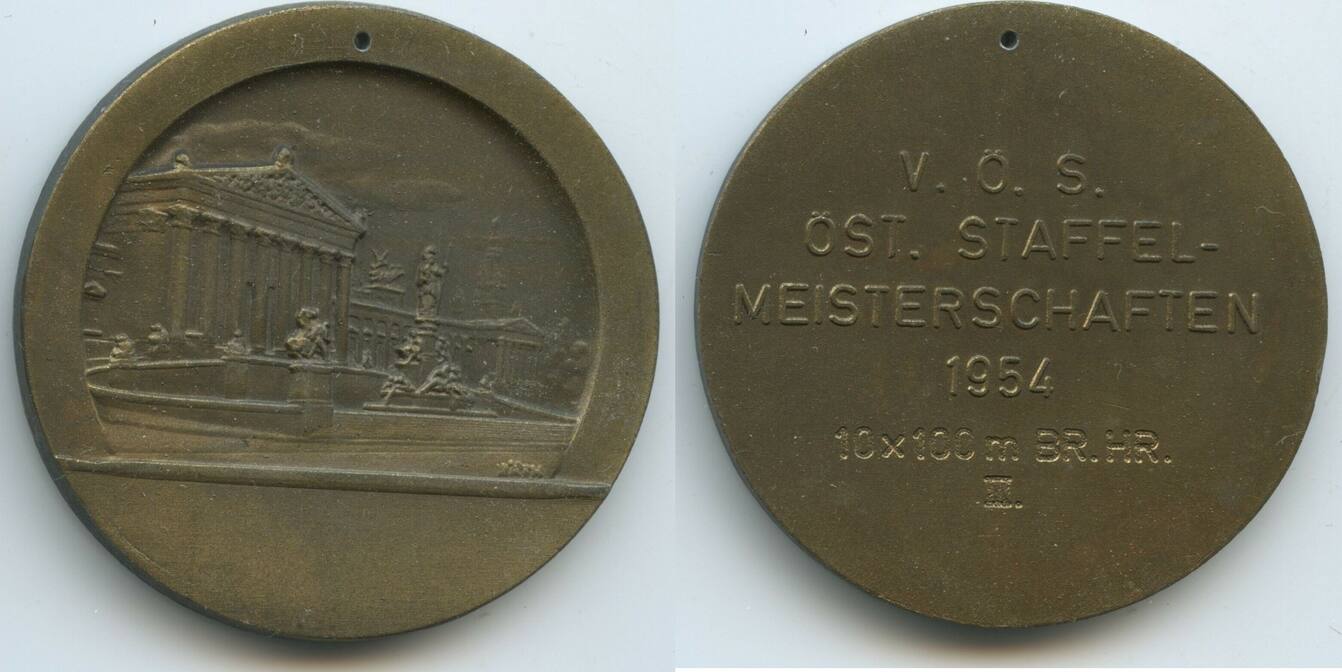 V. Ö. S.
ÖST. STAFFEL-
MEISTERSCHAFTEN
1954
10 x 100 m BR. HR.